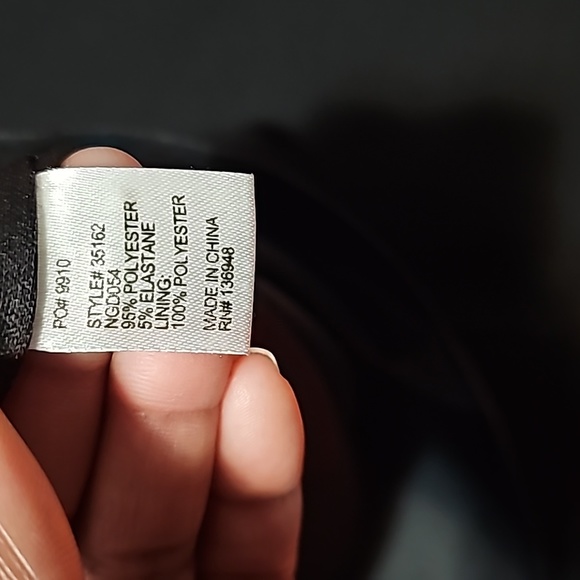 PO# 9910
STYLE# 35162
NGD054
95% POLYESTER
5% ELASTANE
LINING:
100% POLYESTER
MADE IN CHINA
RN# 136948